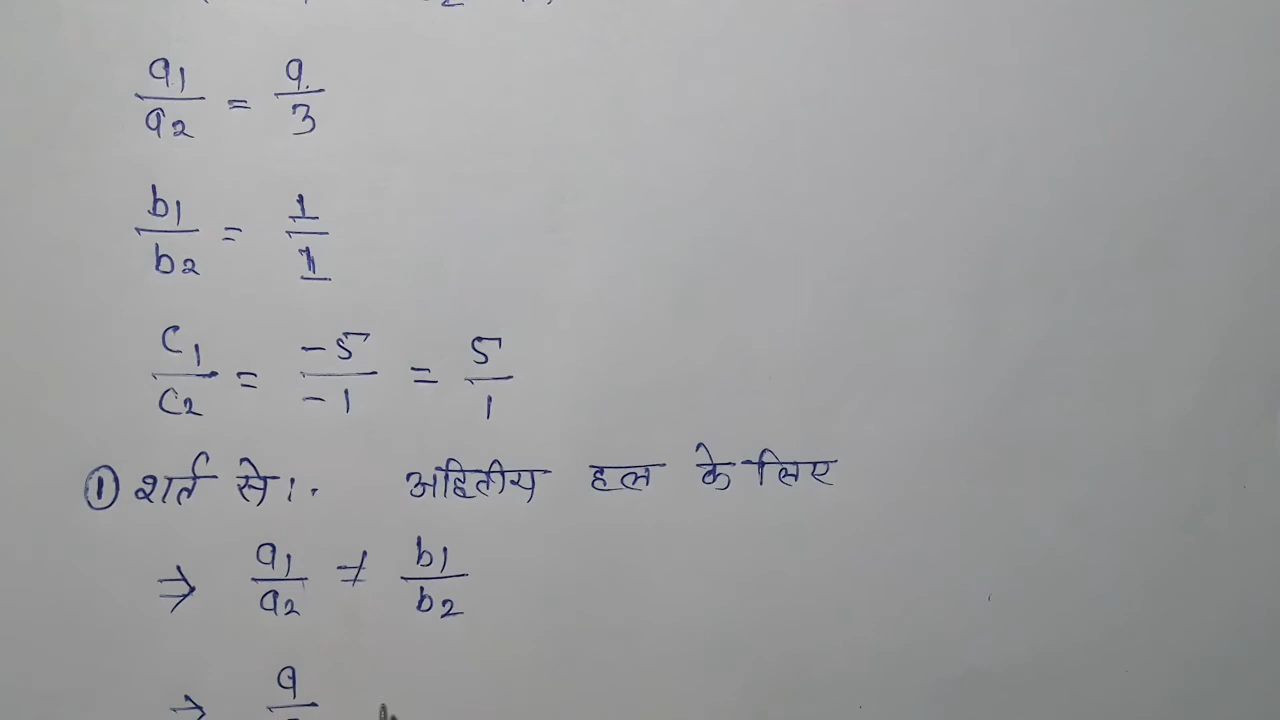 a1/a2 = a/3
b1/b2 = 1/1
c1/c2 = -5/-1 = 5/1
① शर्त से।. अद्वितीय हल के लिए
⇒ a1/a2 ≠ b1/b2
⇒ a